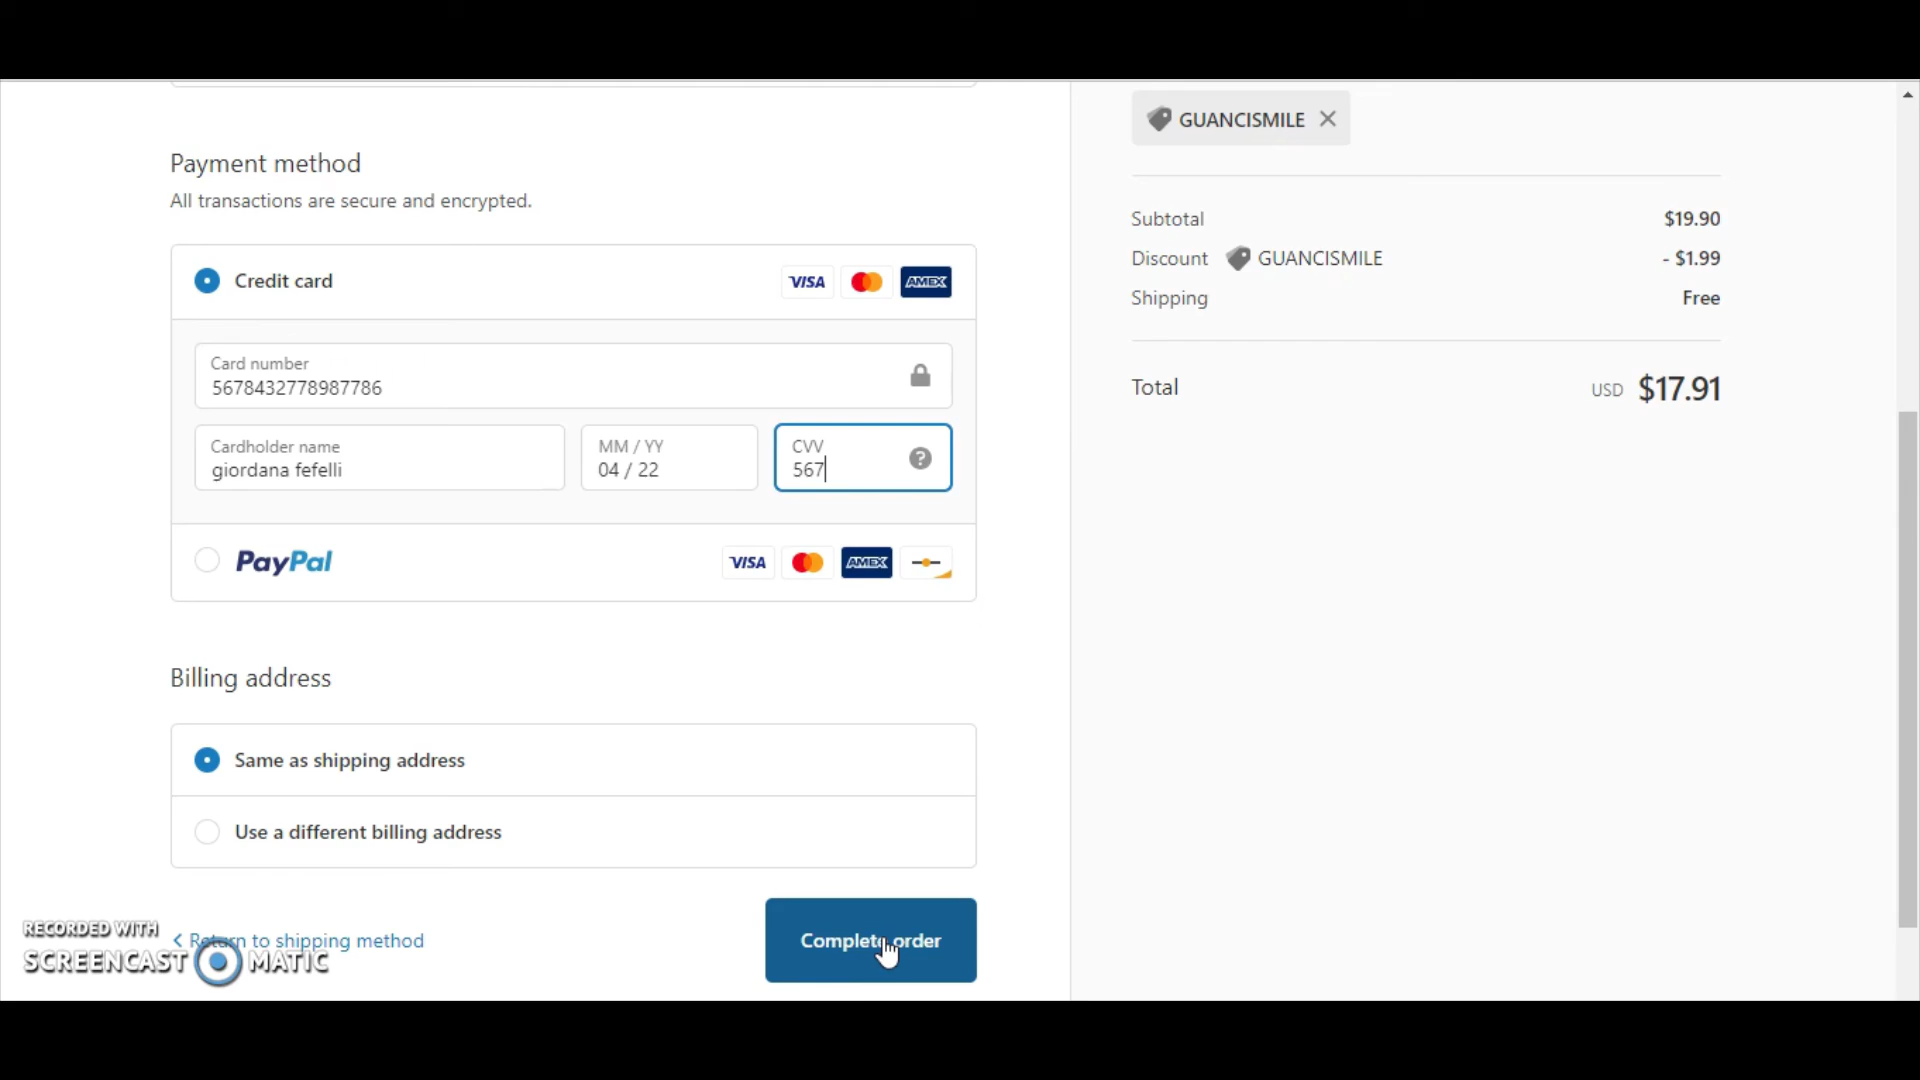 GUANCISMILE
Payment method
All transactions are secure and encrypted.
Credit card
VISA
AMEX
Card number
5678432778987786
Cardholder name
giordana fefelli
MM / YY
04 / 22
CVV
567
PayPal
VISA
AMEX
Billing address
Same as shipping address
Use a different billing address
Return to shipping method
Complete order
Subtotal $19.90
Discount GUANCISMILE - $1.99
Shipping Free
Total USD $17.91
RECORDED WITH
SCREENCAST MATIC